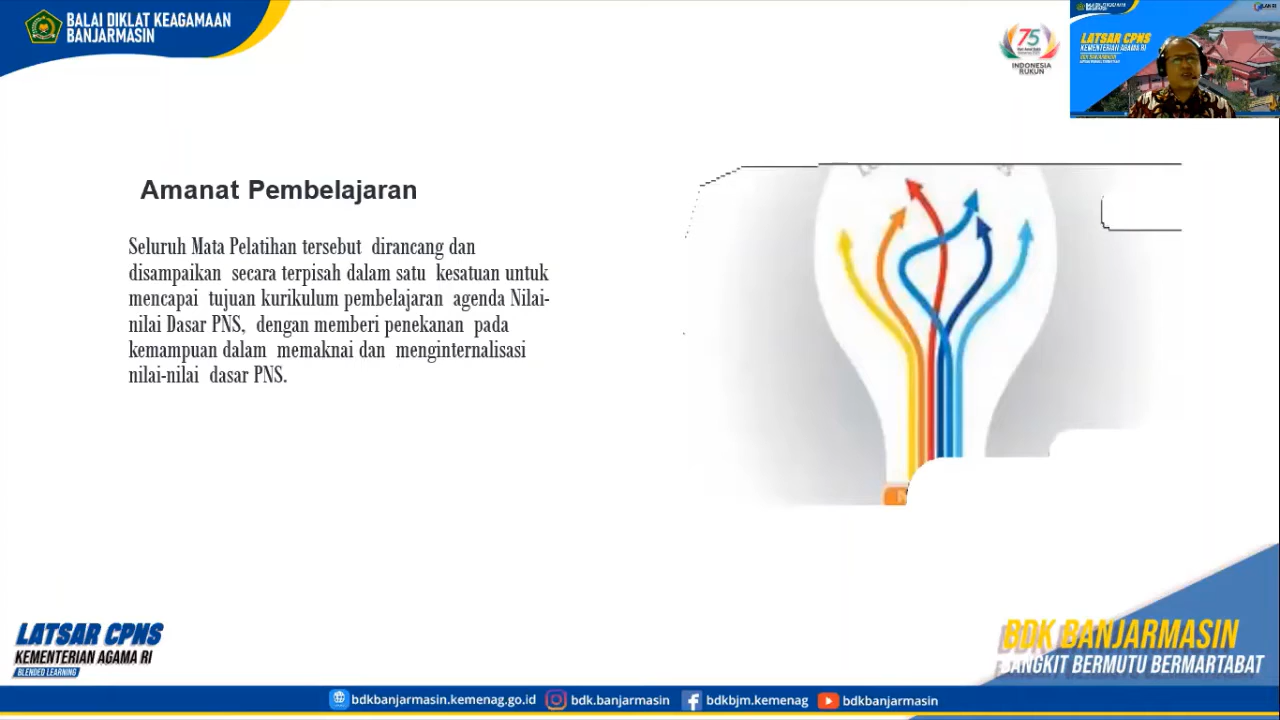 BALAI DIKLAT KEAGAMAAN
BANJARMASIN
75
INDONESIA
RUKUN
LATSAR CPNS
KEMENTERIAN AGAMA RI
BDK BANJARMASIN
Amanat Pembelajaran
Seluruh Mata Pelatihan tersebut dirancang dan
disampaikan secara terpisah dalam satu kesatuan untuk
mencapai tujuan kurikulum pembelajaran agenda Nilai-
nilai Dasar PNS, dengan memberi penekanan pada
kemampuan dalam memaknai dan menginternalisasi
nilai-nilai dasar PNS.
LATSAR CPNS
KEMENTERIAN AGAMA RI
BLENDED LEARNING
BDK BANJARMASIN
BANGKIT BERMUTU BERMARTABAT
bdkbanjarmasin.kemenag.go.id bdk.banjarmasin bdkbjm.kemenag bdkbanjarmasin